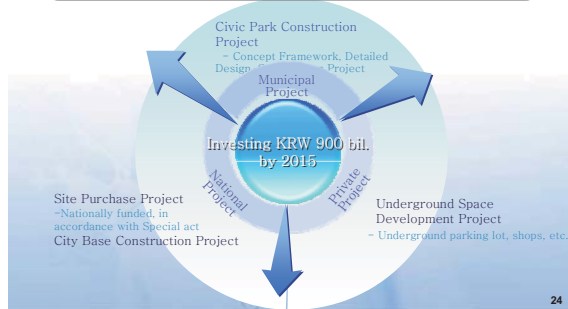 Civic Park Construction
Project
- Concept Framework, Detailed
Design, Project
Municipal
Project
Investing KRW 900 bil.
by 2015
National
Project
Private
Project
Site Purchase Project
-Nationally funded, in
accordance with Special act
City Base Construction Project
Underground Space
Development Project
- Underground parking lot, shops, etc.
24